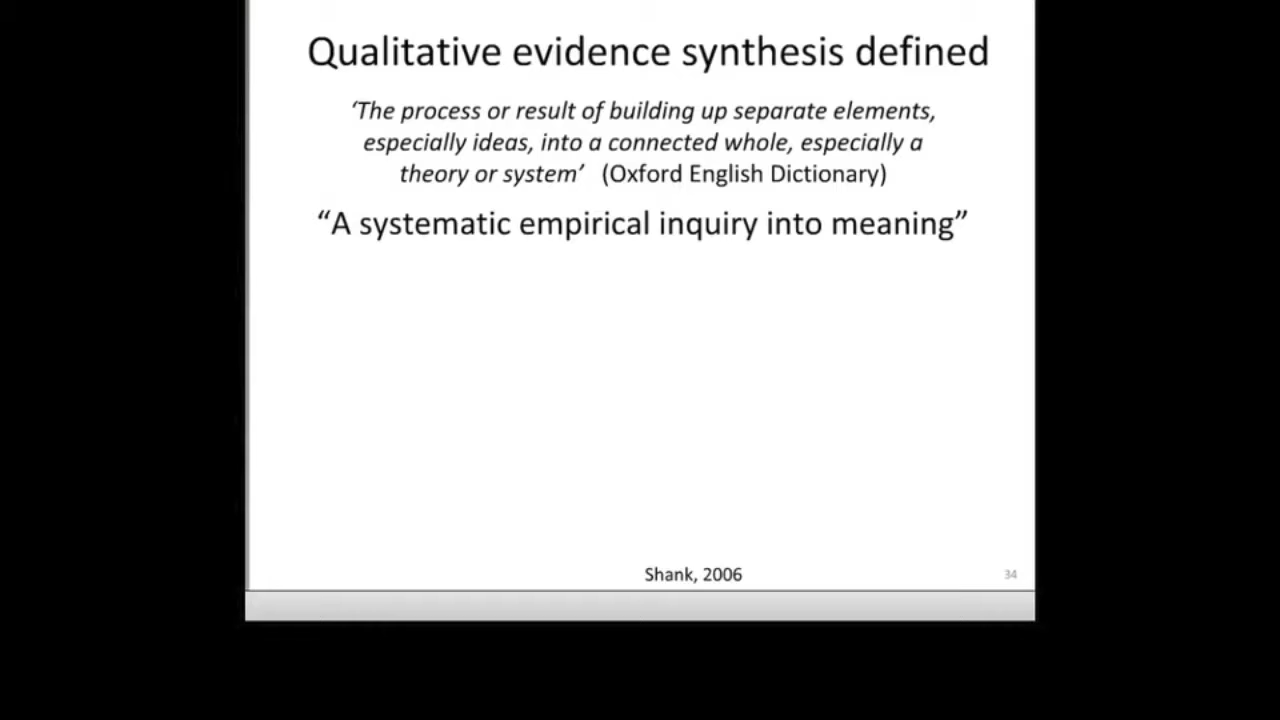 Qualitative evidence synthesis defined
‘The process or result of building up separate elements,
especially ideas, into a connected whole, especially a
theory or system’ (Oxford English Dictionary)
“A systematic empirical inquiry into meaning”
Shank, 2006
34